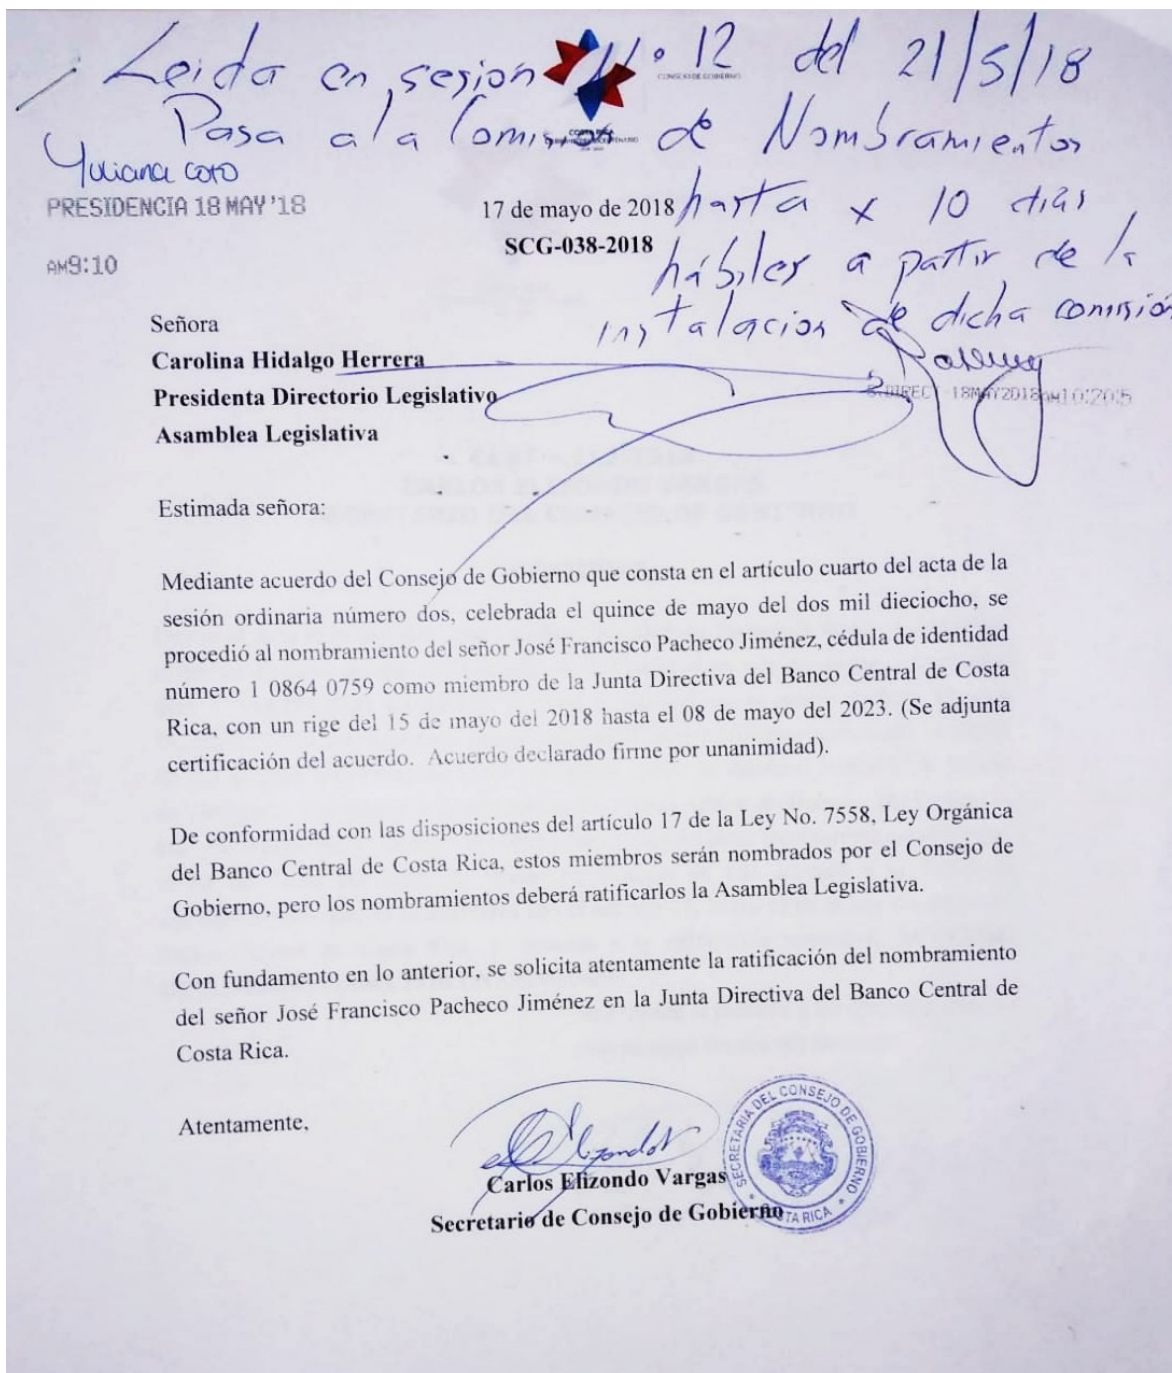 Leida en sesión N° 12 del 21/5/18
CONSEJO DE GOBIERNO
Pasa a la Comisión de Nombramientos
COSTA RICA
Yuliana Coto
hasta x 10 días
PRESIDENCIA 18 MAY '18
17 de mayo de 2018
SCG-038-2018
hábiles a partir de la
AM9:10
instalacion de dicha comisión
Señora
Carolina Hidalgo Herrera
Presidenta Directorio Legislativo
S.DIRECT -18MAY2018AM10:20:5
Asamblea Legislativa
Estimada señora:
Mediante acuerdo del Consejo de Gobierno que consta en el artículo cuarto del acta de la
sesión ordinaria número dos, celebrada el quince de mayo del dos mil dieciocho, se
procedió al nombramiento del señor José Francisco Pacheco Jiménez, cédula de identidad
número 1 0864 0759 como miembro de la Junta Directiva del Banco Central de Costa
Rica, con un rige del 15 de mayo del 2018 hasta el 08 de mayo del 2023. (Se adjunta
certificación del acuerdo. Acuerdo declarado firme por unanimidad).
De conformidad con las disposiciones del artículo 17 de la Ley No. 7558, Ley Orgánica
del Banco Central de Costa Rica, estos miembros serán nombrados por el Consejo de
Gobierno, pero los nombramientos deberá ratificarlos la Asamblea Legislativa.
Con fundamento en lo anterior, se solicita atentamente la ratificación del nombramiento
del señor José Francisco Pacheco Jiménez en la Junta Directiva del Banco Central de
Costa Rica.
Atentamente,
Carlos Elizondo Vargas
Secretario de Consejo de Gobierno
SECRETARIA DEL CONSEJO DE GOBIERNO
COSTA RICA